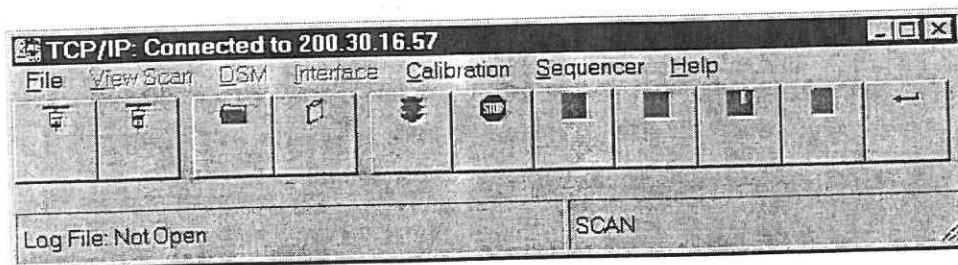 TCP/IP: Connected to 200.30.16.57
File View Scan DSM Interface Calibration Sequencer Help
STOP
Log File: Not Open
SCAN